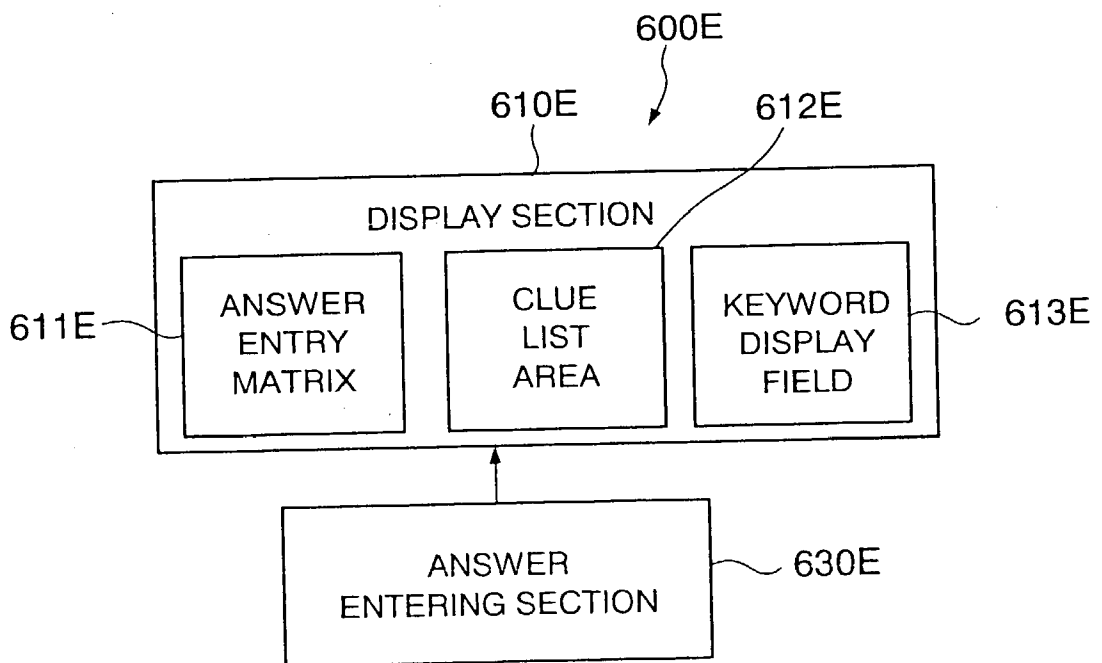 600E
610E
612E
DISPLAY SECTION
ANSWER
ENTRY
MATRIX
CLUE
LIST
AREA
KEYWORD
DISPLAY
FIELD
611E
613E
ANSWER
ENTERING SECTION
630E